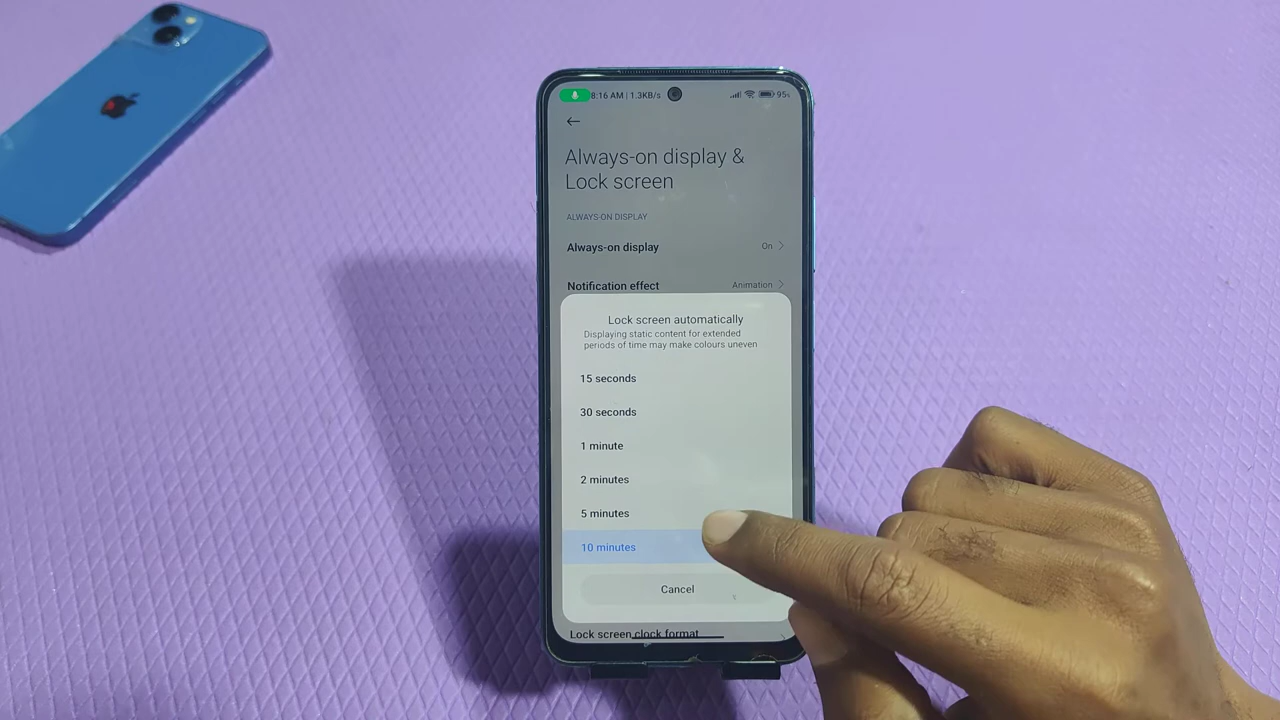 8:16 AM | 1.3KB/s
95%
Always-on display &
Lock screen
ALWAYS-ON DISPLAY
Always-on display
On
Notification effect
Animation
Lock screen automatically
Displaying static content for extended
periods of time may make colours uneven
15 seconds
30 seconds
1 minute
2 minutes
5 minutes
10 minutes
Cancel
Lock screen clock format